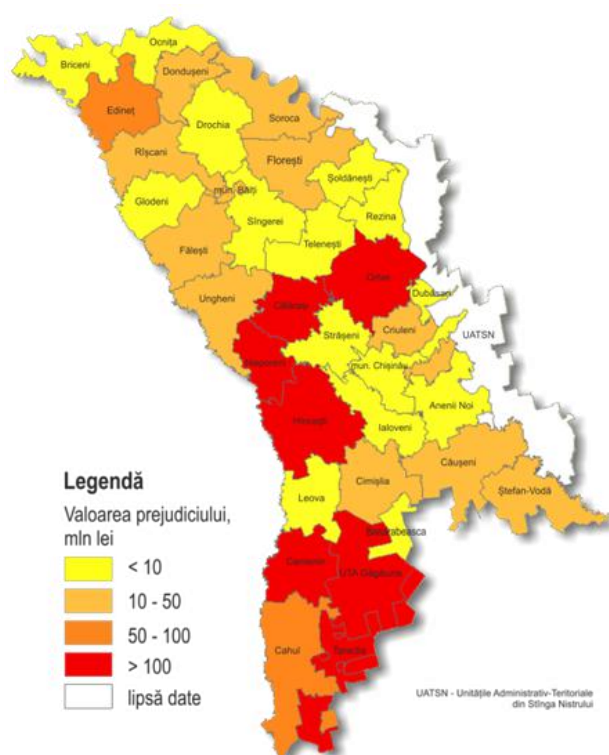 Ocnița
Briceni
Dondușeni
Edineț
Soroca
Drochia
Rîșcani
Florești
Șoldănești
mun. Bălți
Glodeni
Rezina
Sîngerei
Telenești
Fălești
Orhei
Ungheni
Călărași
Dubăsari
Criuleni
UATSN
Strășeni
Nisporeni
mun. Chișinău
Anenii Noi
Hîncești
Ialoveni
Căușeni
Cimișlia
Ștefan-Vodă
Leova
Basarabeasca
Cantemir
UTA Găgăuzia
Cahul
Taraclia
Legendă
Valoarea prejudiciului,
mln lei
< 10
10 - 50
50 - 100
> 100
lipsă date
UATSN - Unitățile Administrativ-Teritoriale
din Stînga Nistrului